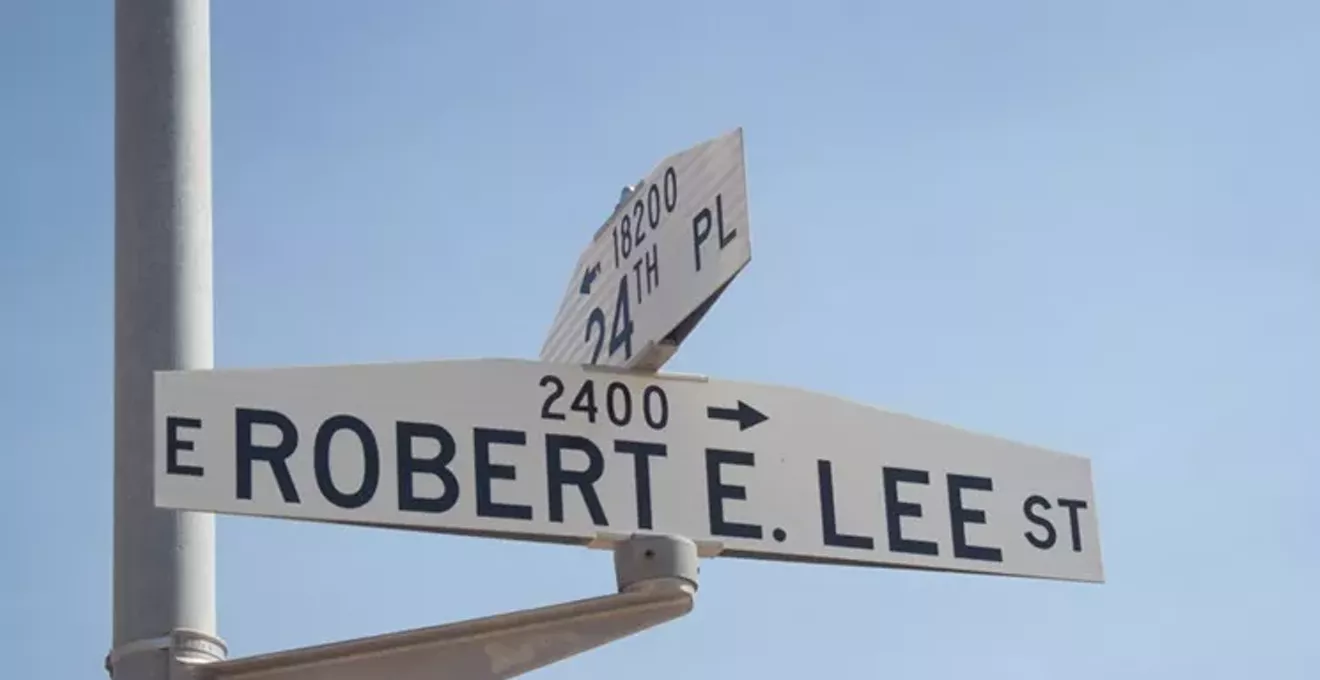 ← 18200
24TH PL
2400 →
E ROBERT E. LEE ST